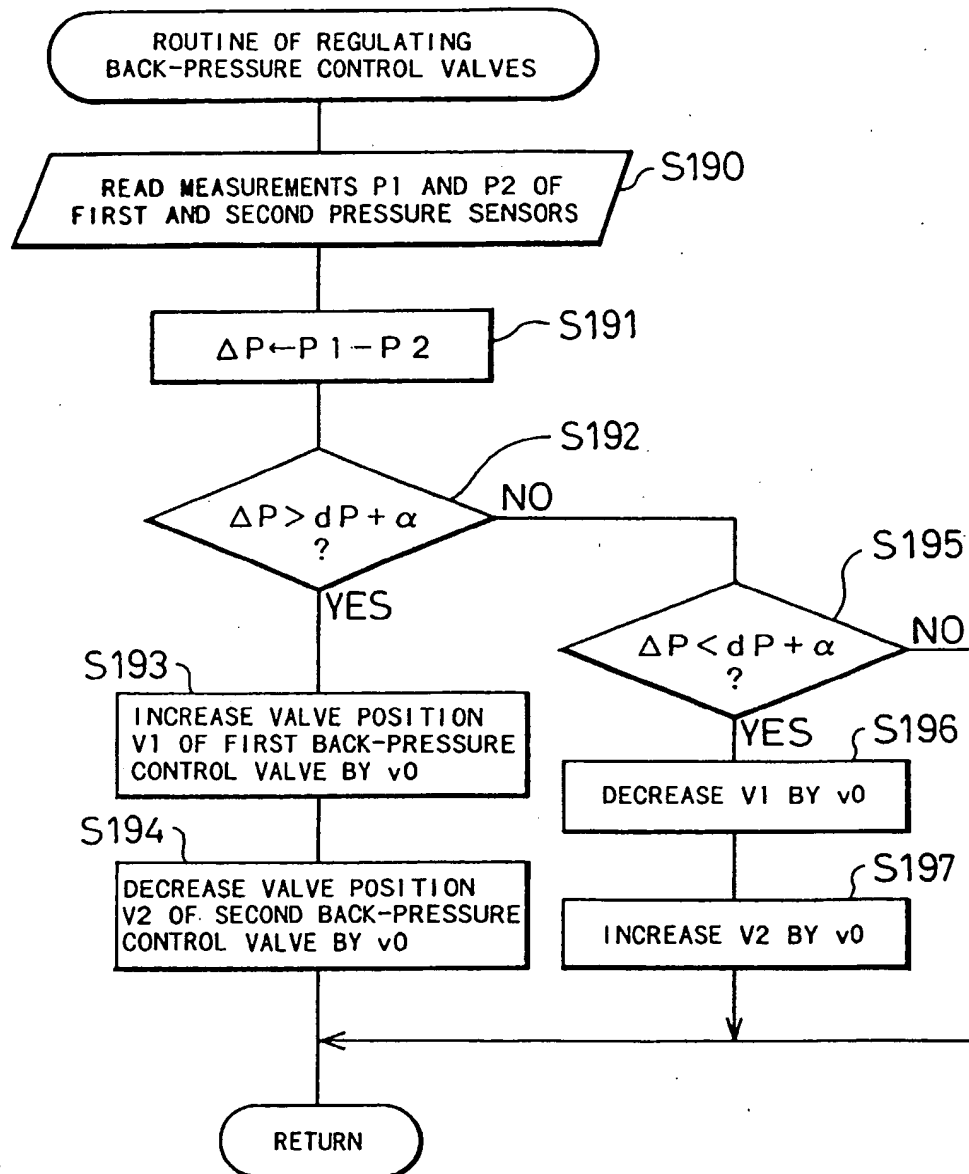 ROUTINE OF REGULATING
BACK-PRESSURE CONTROL VALVES
S190
READ MEASUREMENTS P1 AND P2 OF
FIRST AND SECOND PRESSURE SENSORS
S191
ΔP←P1−P2
S192
ΔP>dP+α
?
NO
YES
S195
ΔP<dP+α
?
NO
YES
S193
INCREASE VALVE POSITION
V1 OF FIRST BACK-PRESSURE
CONTROL VALVE BY v0
S196
DECREASE V1 BY v0
S194
DECREASE VALVE POSITION
V2 OF SECOND BACK-PRESSURE
CONTROL VALVE BY v0
S197
INCREASE V2 BY v0
RETURN